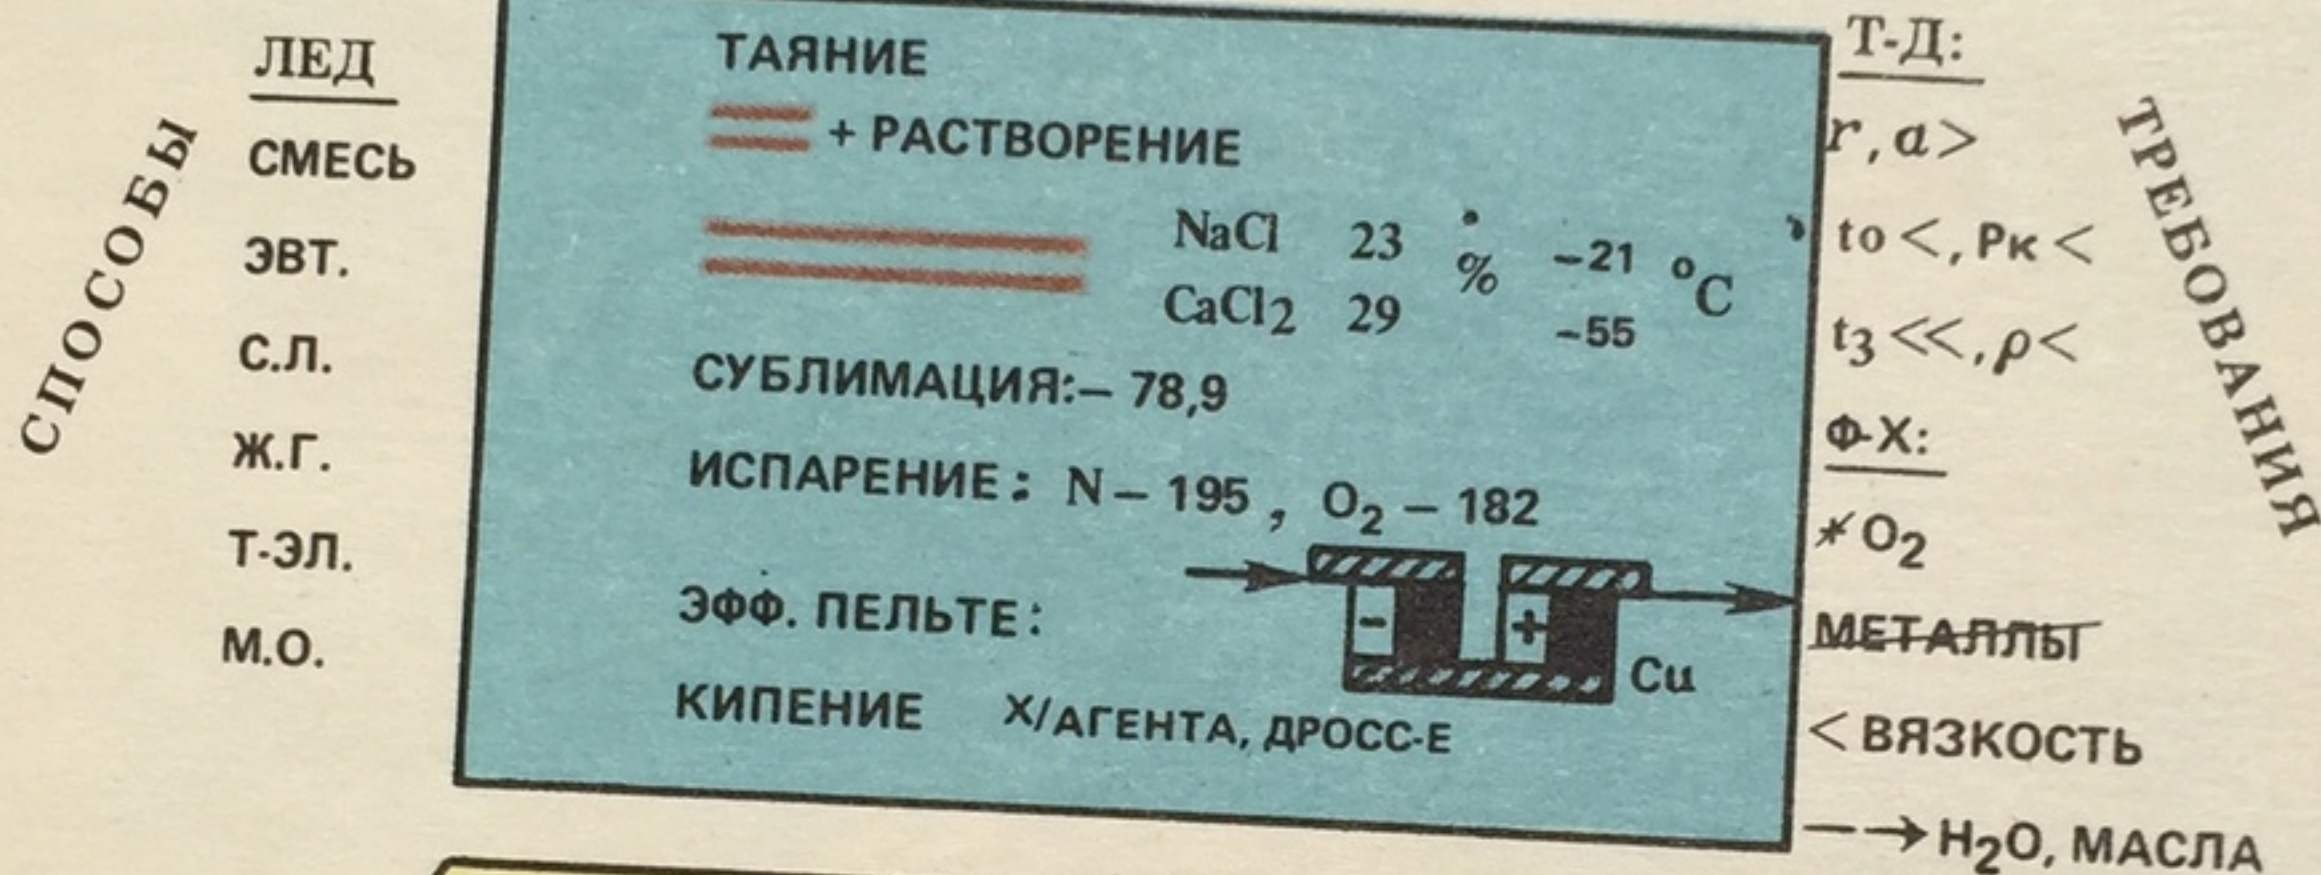 СПОСОБЫ
ЛЕД
СМЕСЬ
ЭВТ.
С.Л.
Ж.Г.
Т-ЭЛ.
М.О.
ТАЯНИЕ
+ РАСТВОРЕНИЕ
NaCl 23 % –21 °C
CaCl2 29 –55
СУБЛИМАЦИЯ:– 78,9
ИСПАРЕНИЕ: N – 195, O2 – 182
ЭФФ. ПЕЛЬТЕ:
- +
Cu
КИПЕНИЕ Х/АГЕНТА, ДРОСС-Е
Т-Д:
r, a >
to <, Рк <
t3 <<, ρ <
Ф-Х:
* O2
МЕТАЛЛЫ
< ВЯЗКОСТЬ
—→ H2O, МАСЛА
ТРЕБОВАНИЯ